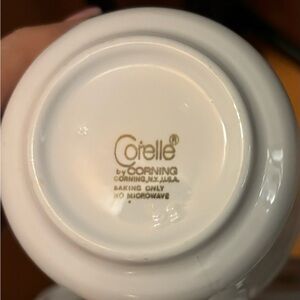 Corelle®
by CORNING
CORNING, N.Y., U.S.A.
BAKING ONLY
NO MICROWAVE